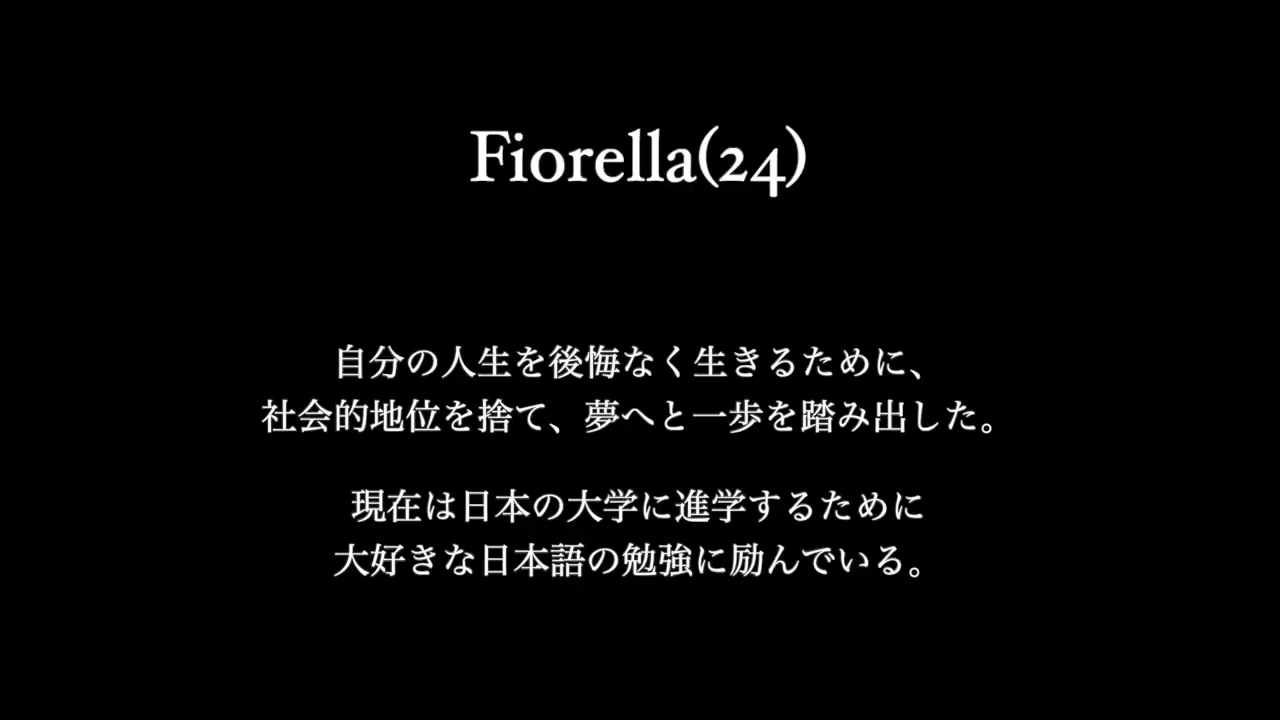 Fiorella(24)
自分の人生を後悔なく生きるために、
社会的地位を捨て、夢へと一歩を踏み出した。
現在は日本の大学に進学するために
大好きな日本語の勉強に励んでいる。